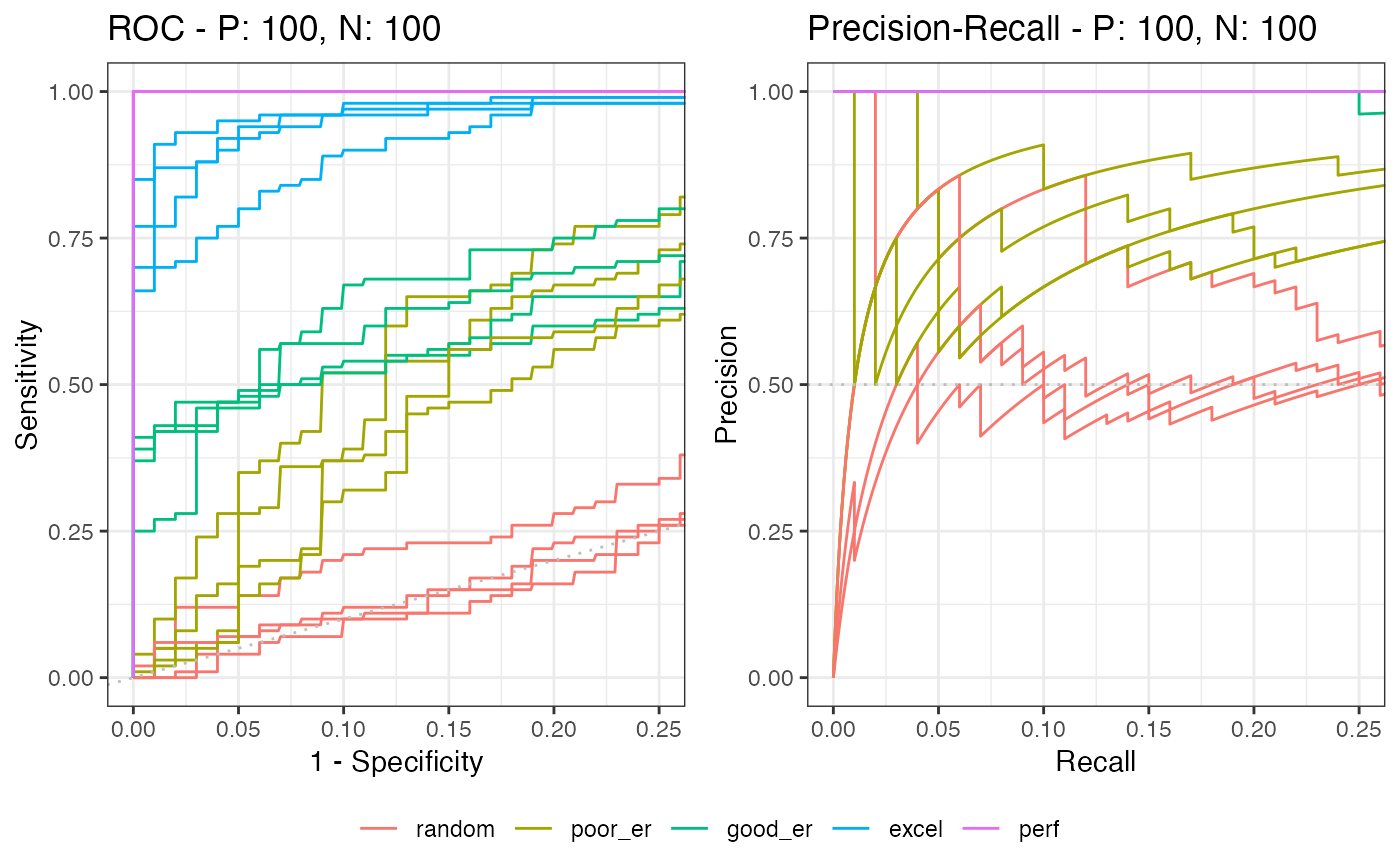 ROC - P: 100, N: 100
Precision-Recall - P: 100, N: 100
Sensitivity
1.00
0.75
0.50
0.25
0.00
0.00 0.05 0.10 0.15 0.20 0.25
1 - Specificity
Precision
1.00
0.75
0.50
0.25
0.00
0.00 0.05 0.10 0.15 0.20 0.25
Recall
random poor_er good_er excel perf